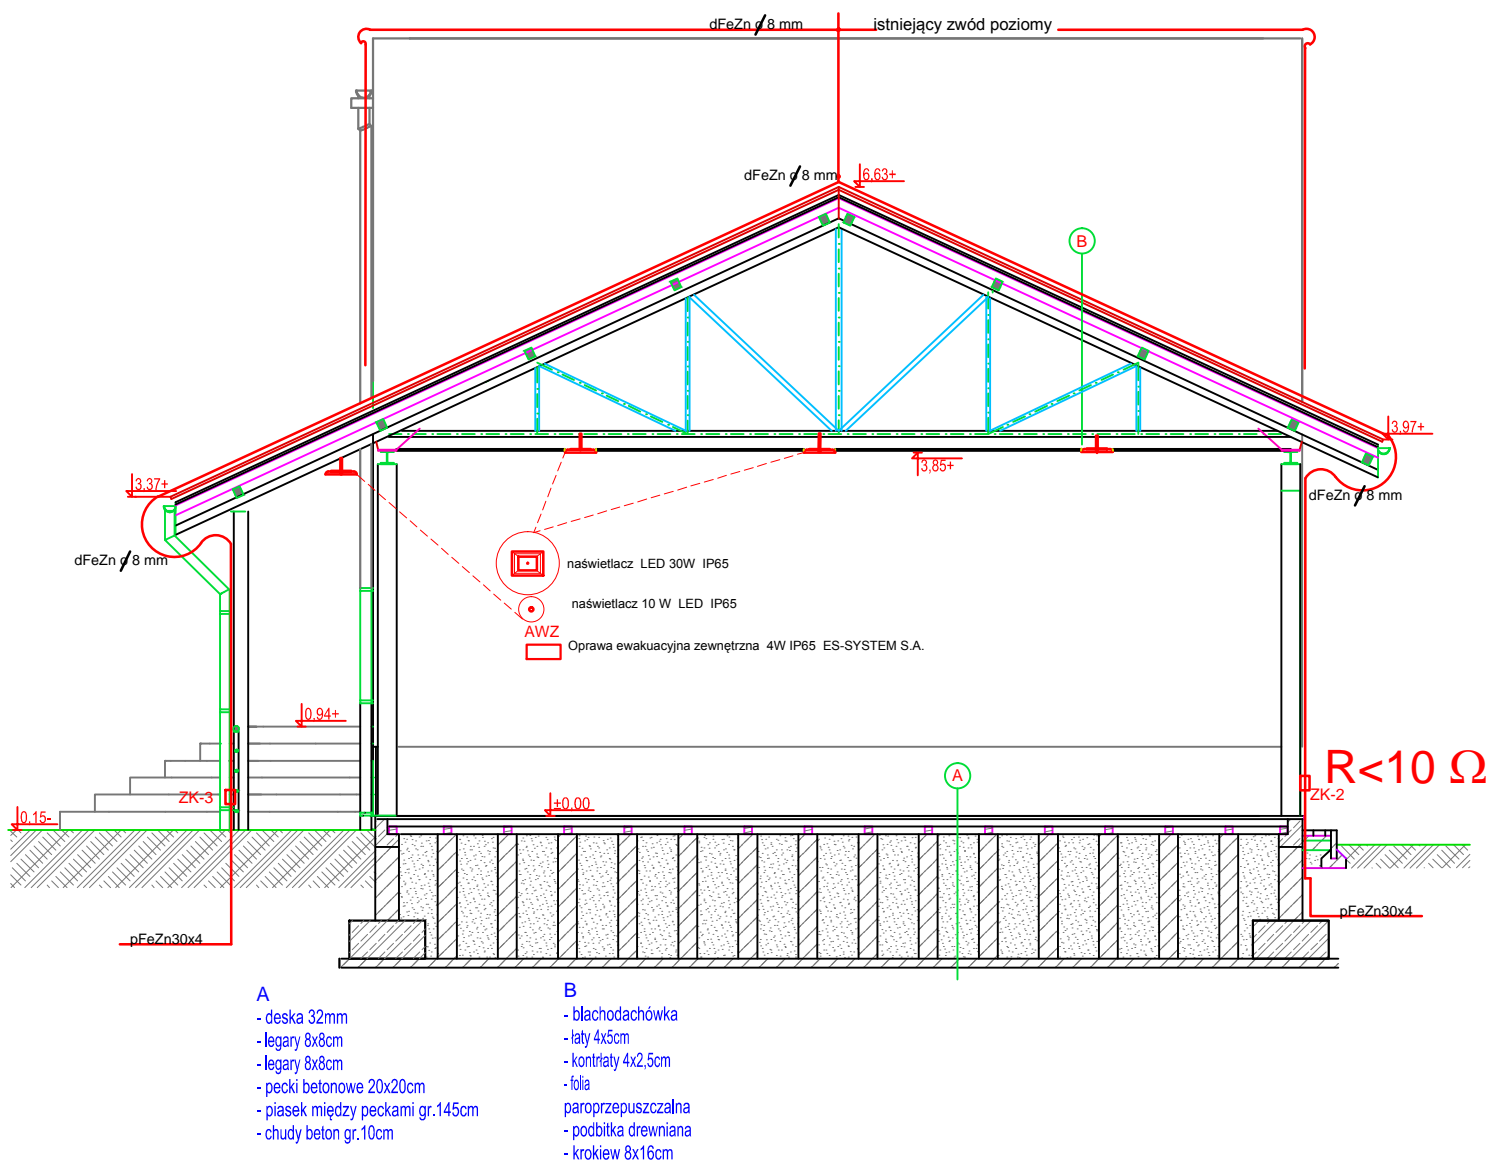 dFeZn ø 8 mm
istniejący zwód poziomy
dFeZn ø 8 mm
6,63+
B
3,97+
3,85+
3.37+
dFeZn ø 8 mm
dFeZn ø 8 mm
naświetlacz LED 30W IP65
naświetlacz 10 W LED IP65
AWZ
Oprawa ewakuacyjna zewnętrzna 4W IP65 ES-SYSTEM S.A.
0.94+
R<10 Ω
A
ZK-3
ZK-2
±0,00
0.15-
pFeZn30x4
pFeZn30x4
A
- deska 32mm
- legary 8x8cm
- legary 8x8cm
- pecki betonowe 20x20cm
- piasek między peckami gr.145cm
- chudy beton gr.10cm
B
- blachodachówka
- łaty 4x5cm
- kontrłaty 4x2,5cm
- folia
paroprzepuszczalna
- podbitka drewniana
- krokiew 8x16cm